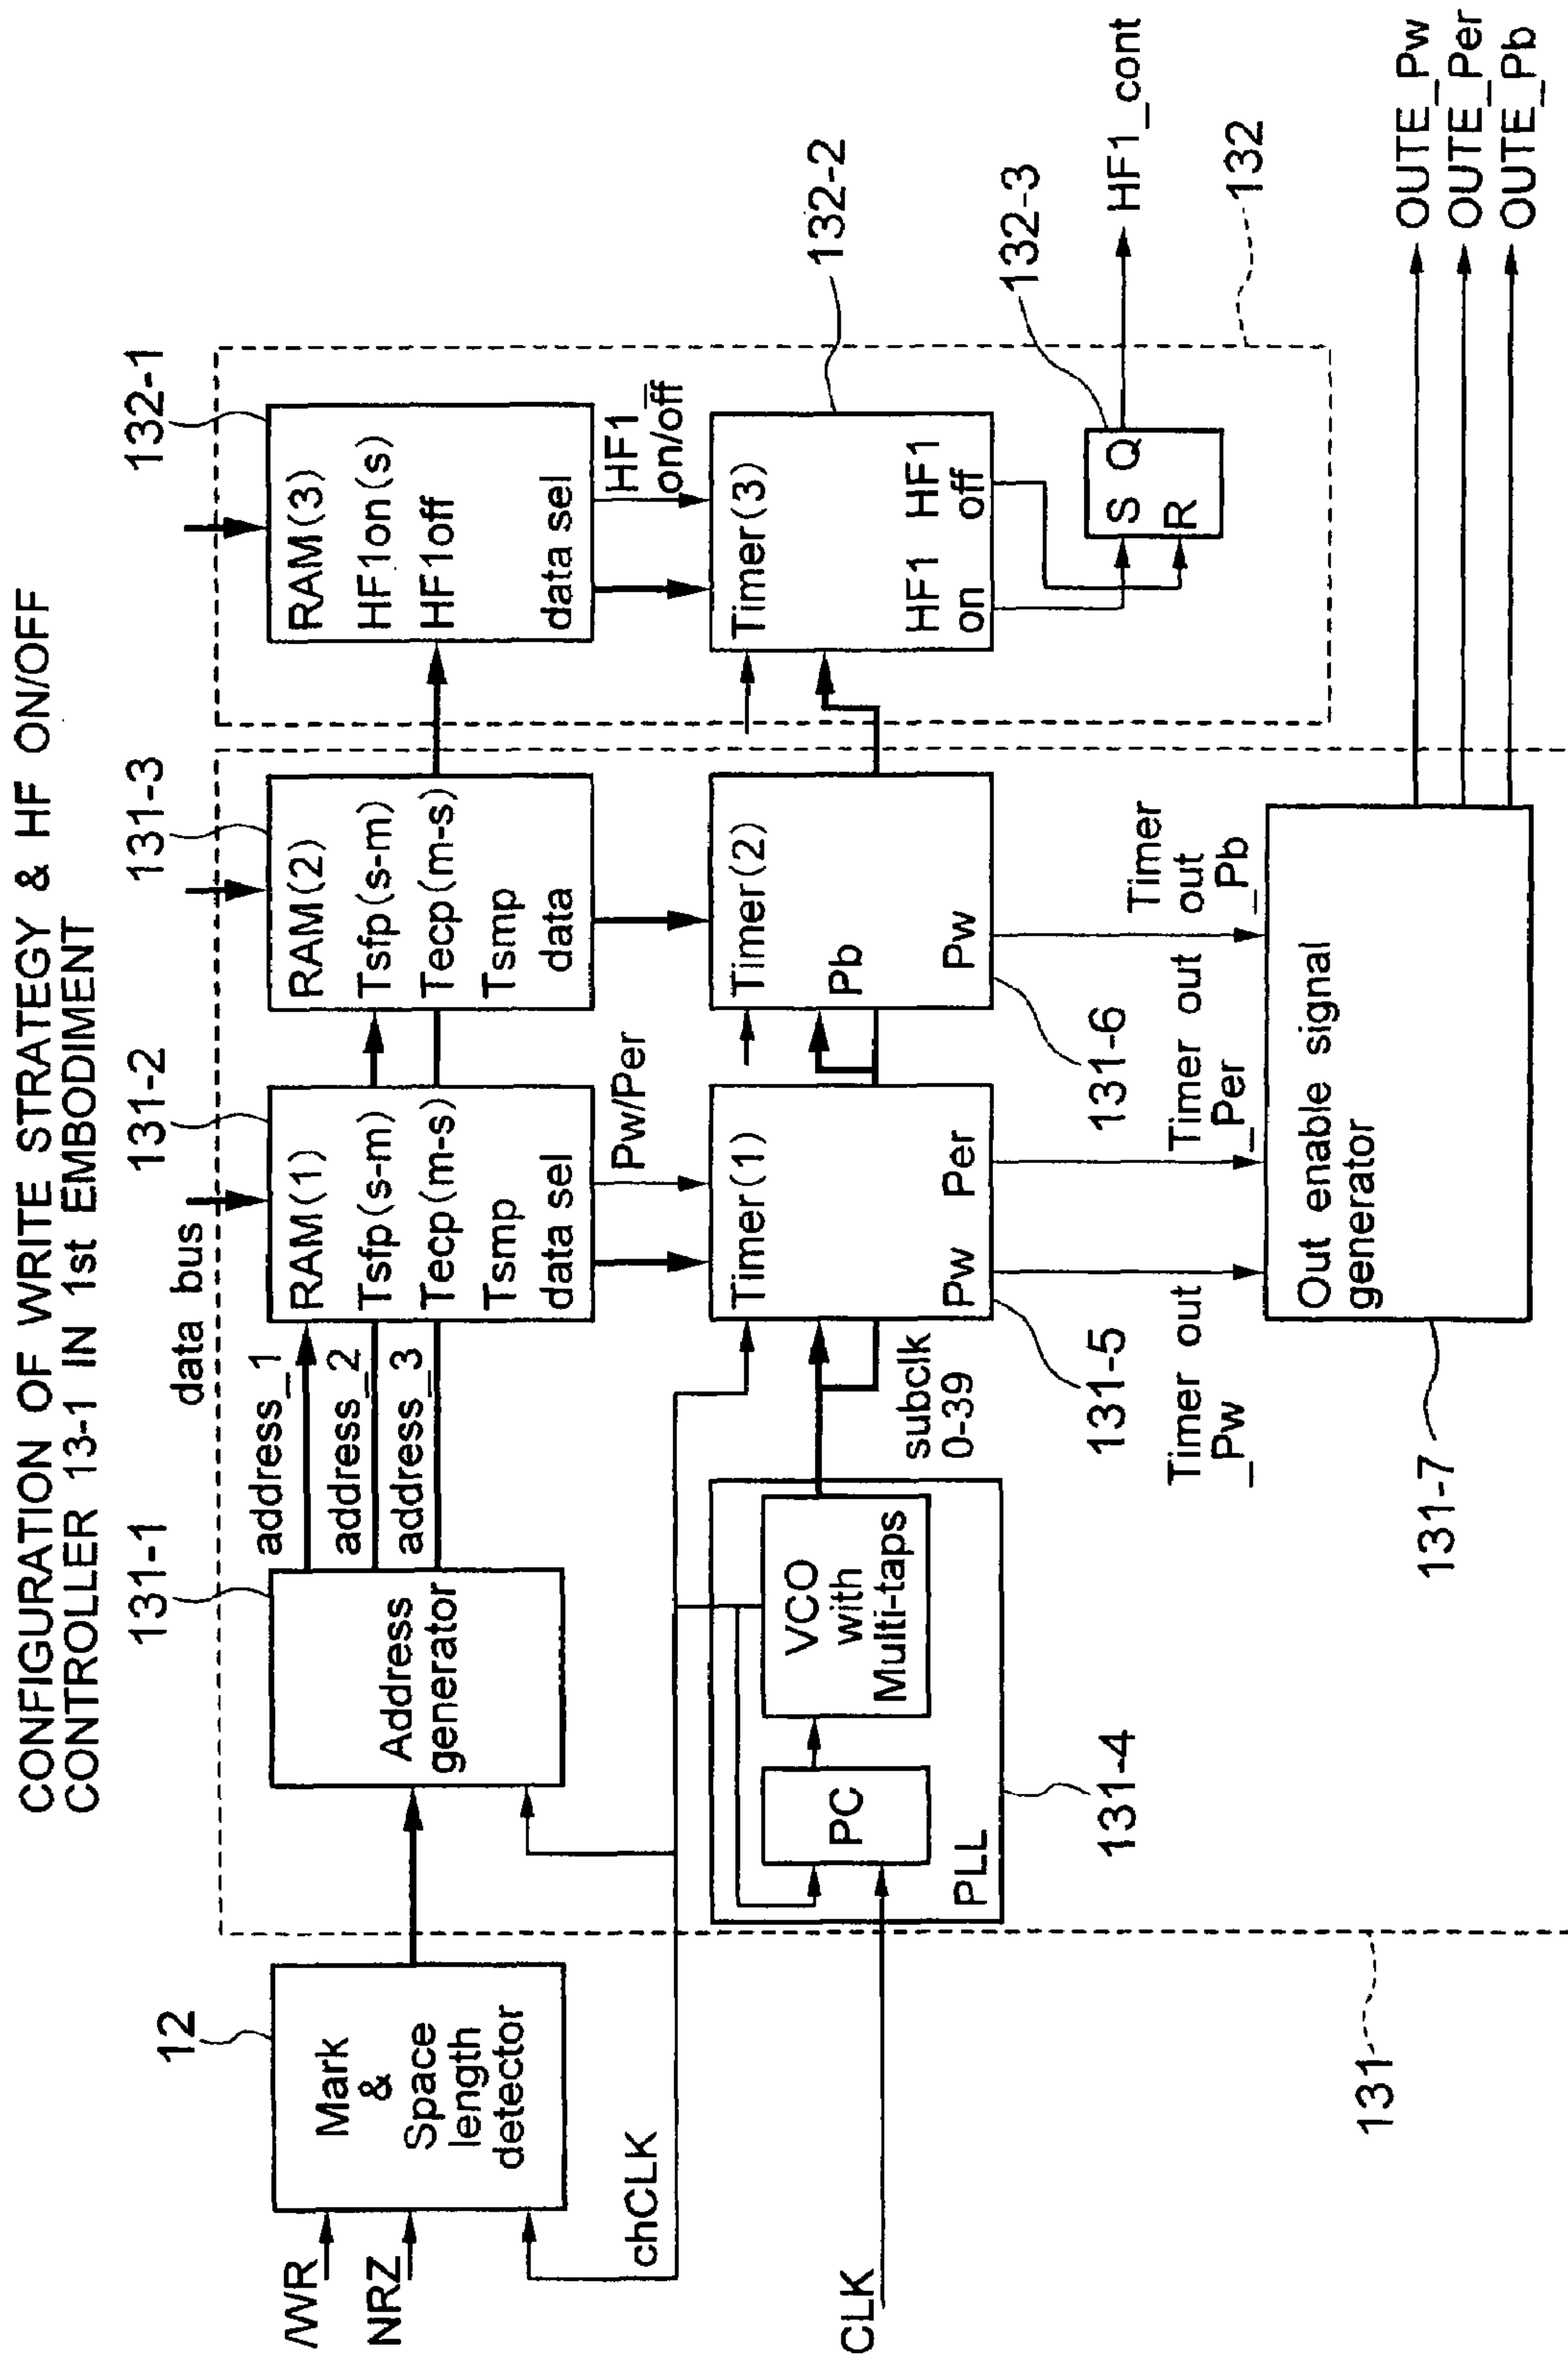 CONFIGURATION OF WRITE STRATEGY & HF ON/OFF
CONTROLLER 13-1 IN 1st EMBODIMENT
12
Mark
&
Space
length
detector
/WR
NRZ
chCLK
CLK
131-1
Address
generator
address_1
address_2
address_3
data bus
131-2
RAM(1)
Tsfp(s-m)
Tecp(m-s)
Tsmp
data sel
Pw/Per
131-3
RAM(2)
Tsfp(s-m)
Tecp(m-s)
Tsmp
data
132-1
RAM(3)
HF1on(s)
HF1off
data sel
HF1
on/off
PLL
PC
VCO
with
Multi-taps
131-4
subclk
0-39
Timer(1)
Pw Per
131-5
Timer(2)
Pb
Pw
131-6
Timer(3)
HF1 HF1
on off
132-2
S Q
R
132-3
HF1_cont
132
Timer out
_Pw
Timer out
_Per
Timer
out
_Pb
Out enable signal
generator
131-7
131
OUTE_Pw
OUTE_Per
OUTE_Pb